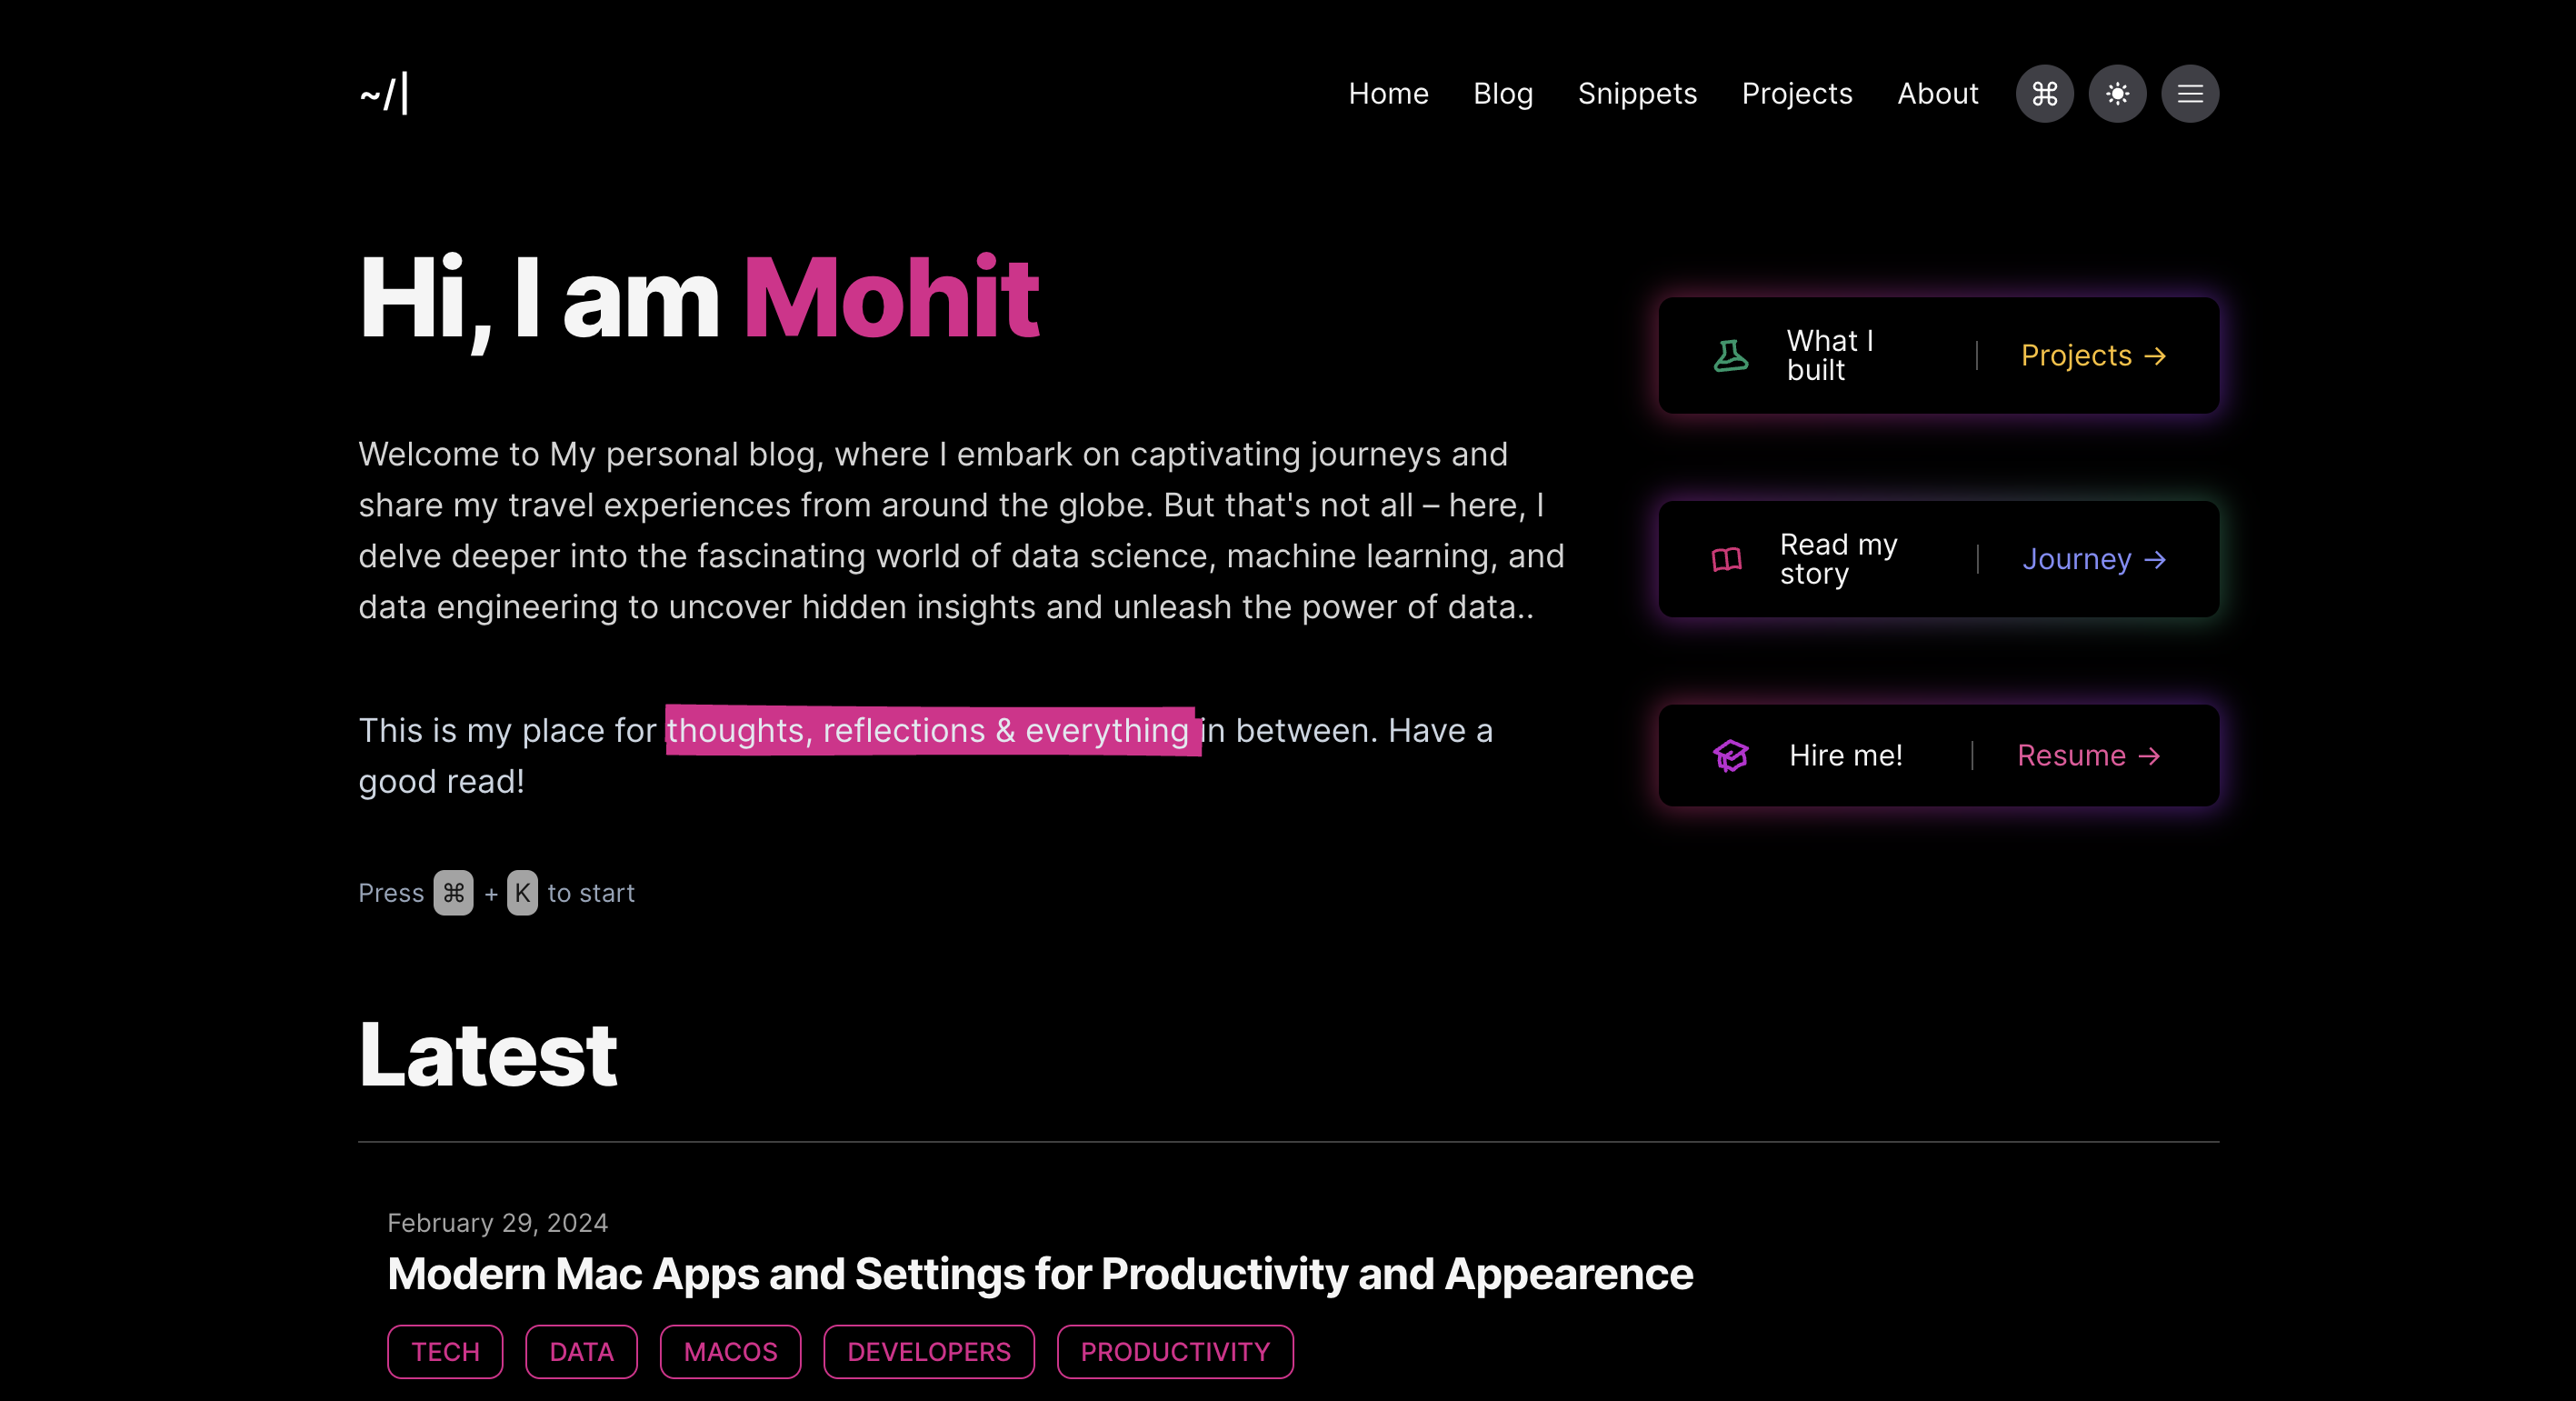 ~/|
Home Blog Snippets Projects About ⌘
Hi, I am Mohit
Welcome to My personal blog, where I embark on captivating journeys and
share my travel experiences from around the globe. But that's not all – here, I
delve deeper into the fascinating world of data science, machine learning, and
data engineering to uncover hidden insights and unleash the power of data..
This is my place for thoughts, reflections & everything in between. Have a
good read!
Press ⌘ + K to start
What I
built
Projects →
Read my
story
Journey →
Hire me!
Resume →
Latest
February 29, 2024
Modern Mac Apps and Settings for Productivity and Appearence
TECH DATA MACOS DEVELOPERS PRODUCTIVITY